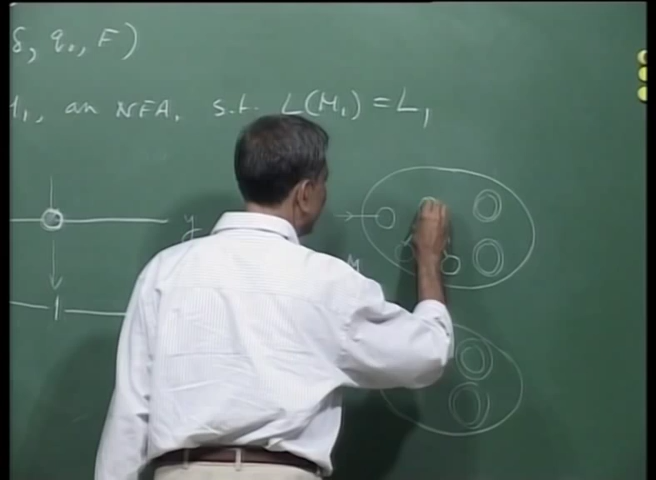 δ, q₀, F)
M₁, an NFA, s.t. L(M₁) = L₁
y
M